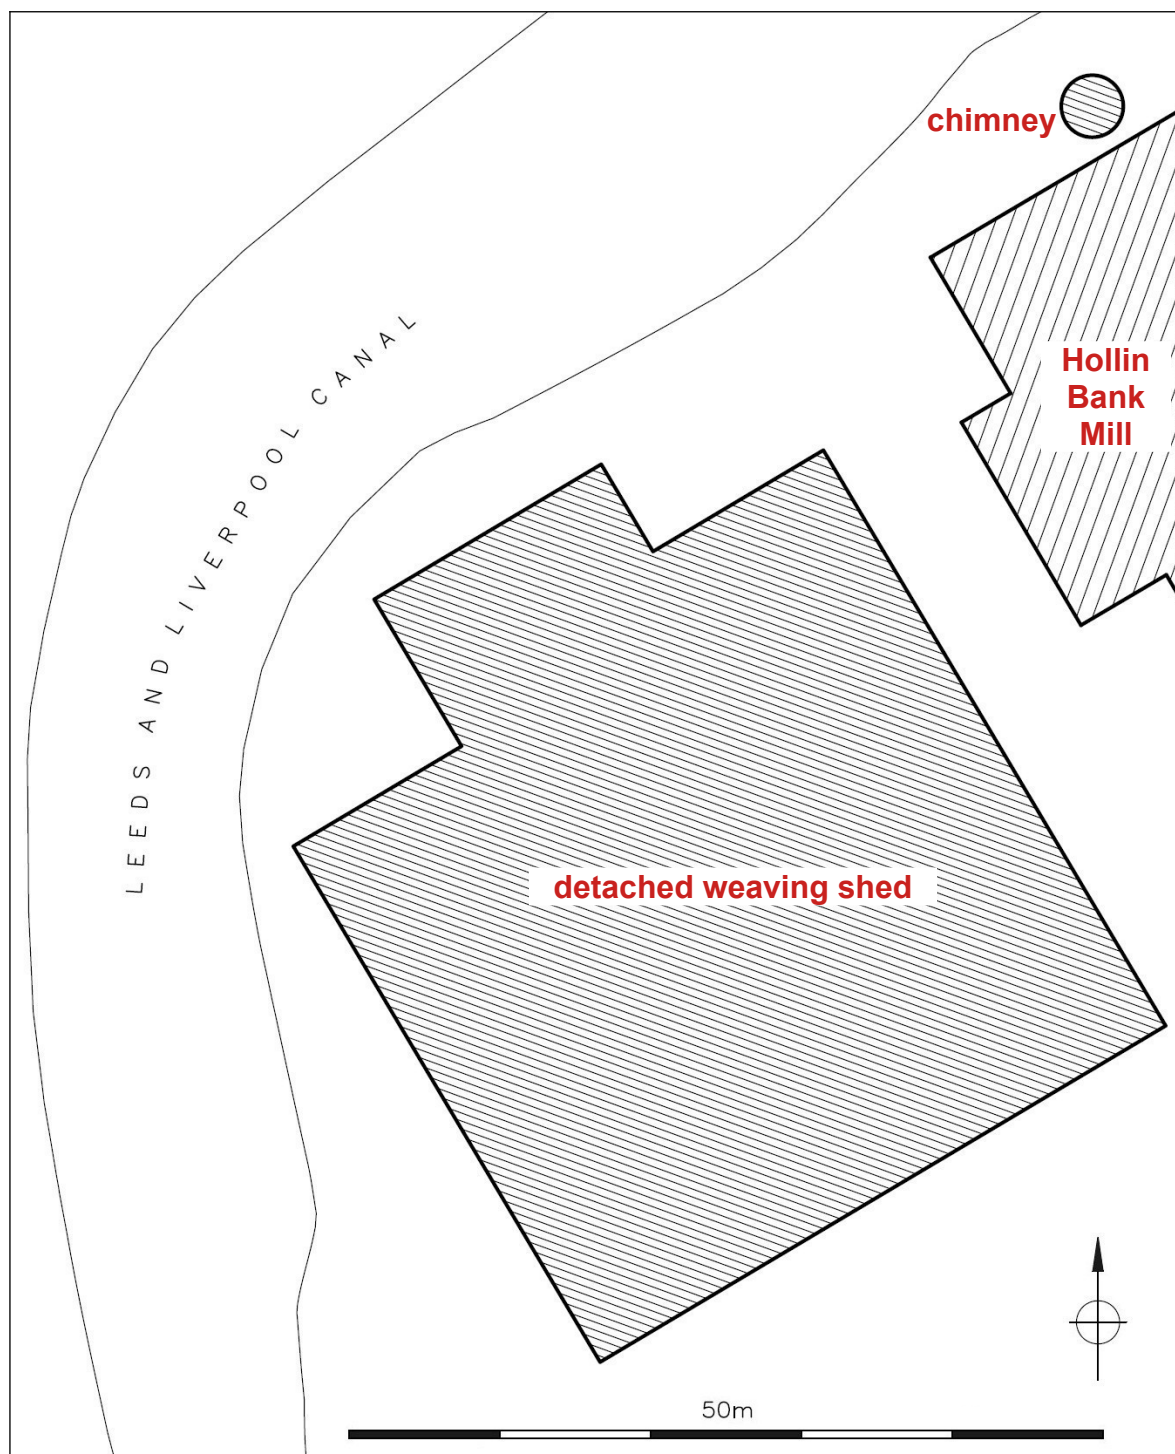 chimney
Hollin
Bank
Mill
LEEDS AND LIVERPOOL CANAL
detached weaving shed
50m